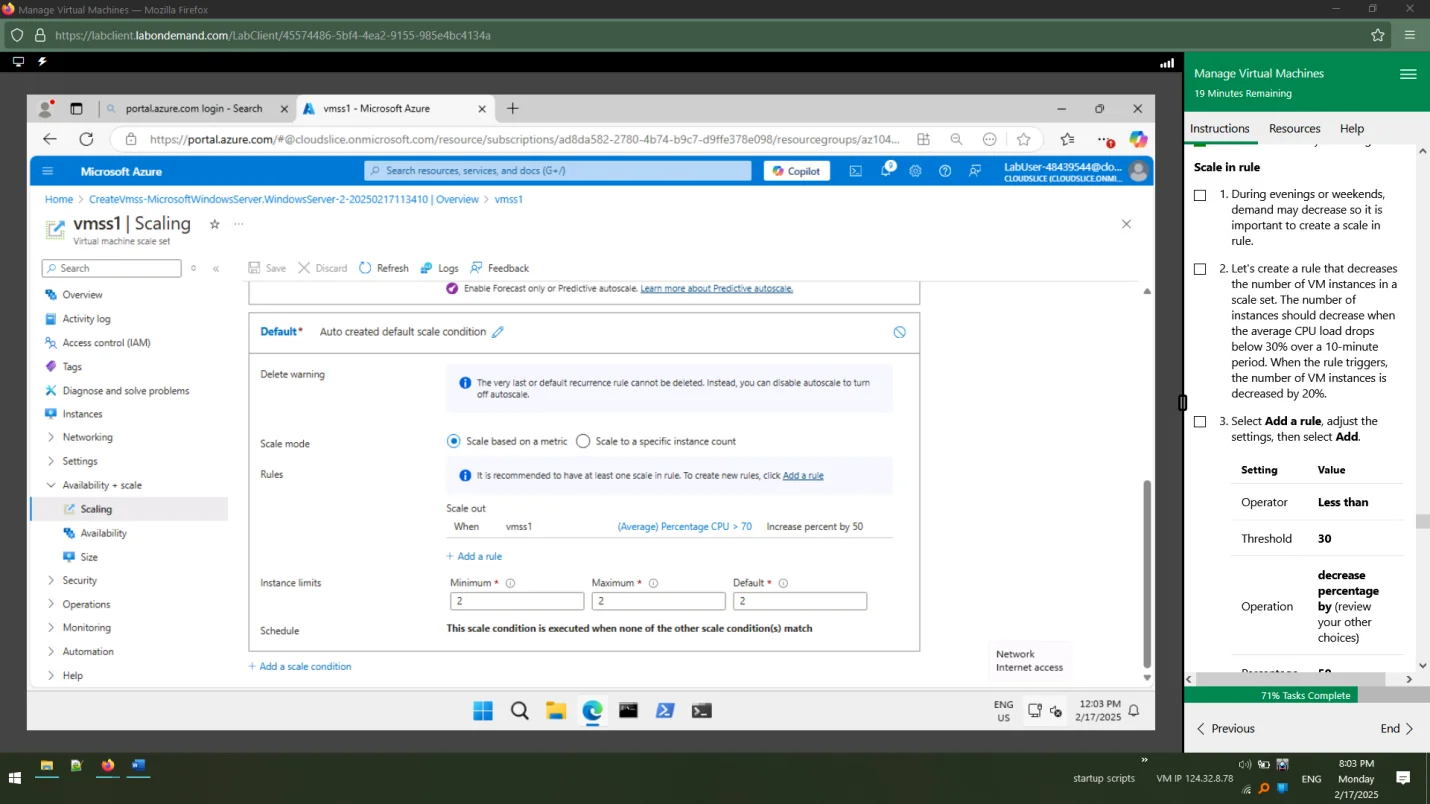 Manage Virtual Machines — Mozilla Firefox
https://labclient.labondemand.com/LabClient/45574486-5bf4-4ea2-9155-985e4bc4134a
portal.azure.com login - Search
vmss1 - Microsoft Azure
https://portal.azure.com/#@cloudslice.onmicrosoft.com/resource/subscriptions/ad8da582-2780-4b74-b9c7-d9ffe378e098/resourcegroups/az104...
Microsoft Azure
Search resources, services, and docs (G+/)
Copilot
LabUser-48439544@clo...
CLOUDSLICE (CLOUDSLICE.ONMI...
Home > CreateVmss-MicrosoftWindowsServer.WindowsServer-2-20250217113410 | Overview > vmss1
vmss1 | Scaling
Virtual machine scale set
Search
Save
Discard
Refresh
Logs
Feedback
Overview
Activity log
Access control (IAM)
Tags
Diagnose and solve problems
Instances
Networking
Settings
Availability + scale
Scaling
Availability
Size
Security
Operations
Monitoring
Automation
Help
Enable Forecast only or Predictive autoscale. Learn more about Predictive autoscale.
Default* Auto created default scale condition
Delete warning
The very last or default recurrence rule cannot be deleted. Instead, you can disable autoscale to turn
off autoscale.
Scale mode
Scale based on a metric
Scale to a specific instance count
Rules
It is recommended to have at least one scale in rule. To create new rules, click Add a rule
Scale out
When vmss1 (Average) Percentage CPU > 70 Increase percent by 50
+ Add a rule
Instance limits
Minimum * Maximum * Default *
2 2 2
Schedule
This scale condition is executed when none of the other scale condition(s) match
+ Add a scale condition
Network
Internet access
ENG
US
12:03 PM
2/17/2025
Manage Virtual Machines
19 Minutes Remaining
Instructions Resources Help
Scale in rule
1. During evenings or weekends,
demand may decrease so it is
important to create a scale in
rule.
2. Let's create a rule that decreases
the number of VM instances in a
scale set. The number of
instances should decrease when
the average CPU load drops
below 30% over a 10-minute
period. When the rule triggers,
the number of VM instances is
decreased by 20%.
3. Select Add a rule, adjust the
settings, then select Add.
Setting Value
Operator Less than
Threshold 30
Operation decrease
percentage
by (review
your other
choices)
Percentage 50
71% Tasks Complete
Previous
End
startup scripts
VM IP 124.32.8.78
ENG
8:03 PM
Monday
2/17/2025